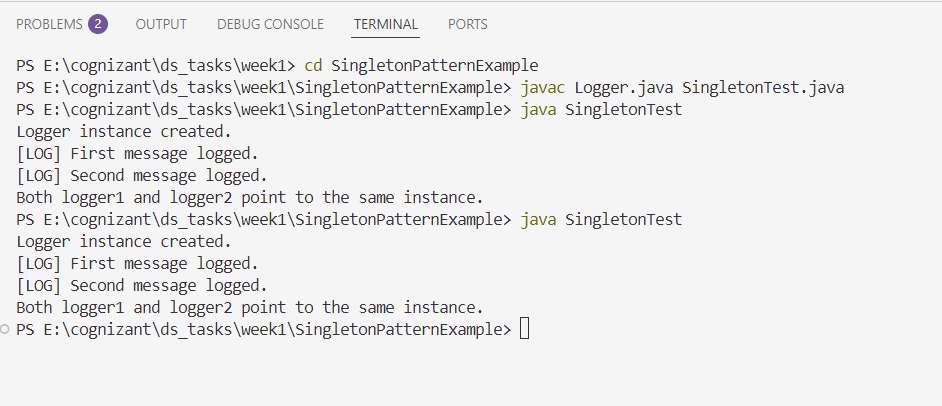 PROBLEMS 2 OUTPUT DEBUG CONSOLE TERMINAL PORTS
PS E:\cognizant\ds_tasks\week1> cd SingletonPatternExample
PS E:\cognizant\ds_tasks\week1\SingletonPatternExample> javac Logger.java SingletonTest.java
PS E:\cognizant\ds_tasks\week1\SingletonPatternExample> java SingletonTest
Logger instance created.
[LOG] First message logged.
[LOG] Second message logged.
Both logger1 and logger2 point to the same instance.
PS E:\cognizant\ds_tasks\week1\SingletonPatternExample> java SingletonTest
Logger instance created.
[LOG] First message logged.
[LOG] Second message logged.
Both logger1 and logger2 point to the same instance.
PS E:\cognizant\ds_tasks\week1\SingletonPatternExample>